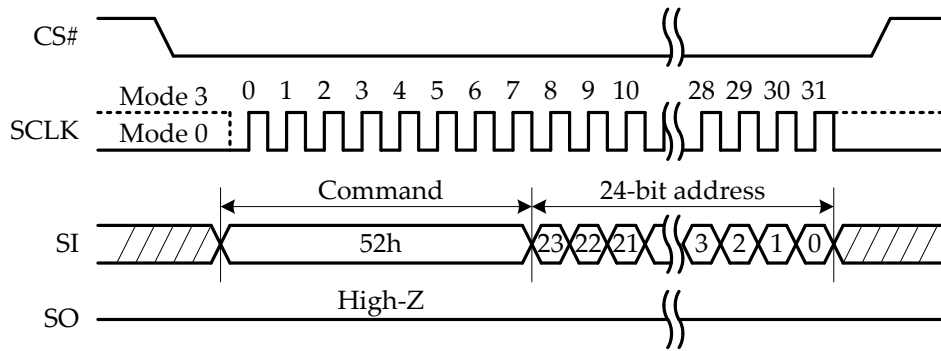 CS#
Mode 3 0 1 2 3 4 5 6 7 8 9 10 28 29 30 31
SCLK Mode 0
Command 24-bit address
SI 52h 23 22 21 3 2 1 0
High-Z
SO